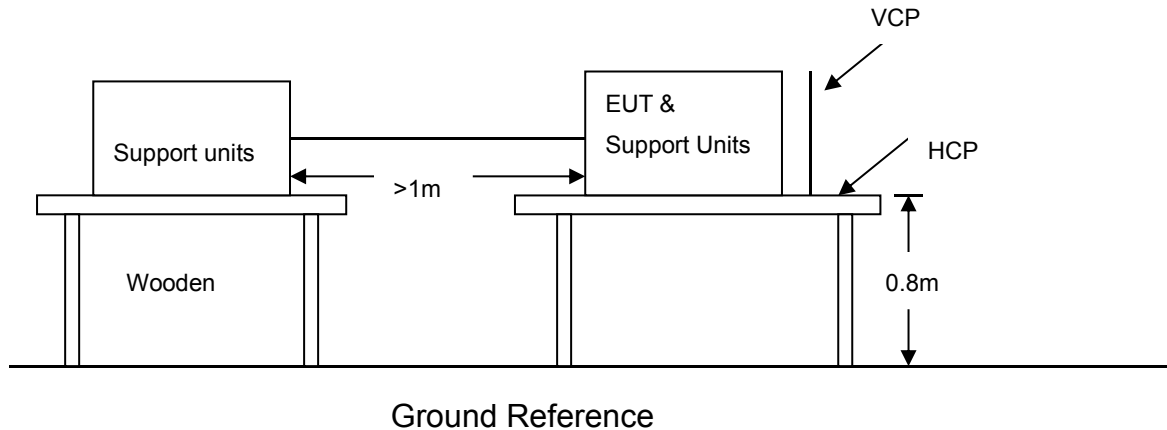 VCP
EUT &
Support Units
Support units
HCP
>1m
Wooden
0.8m
Ground Reference